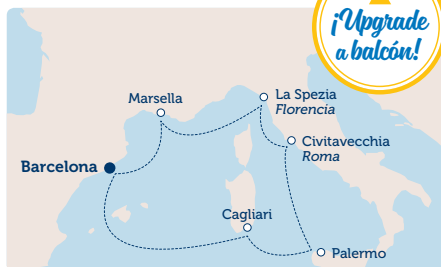 ¡Upgrade
a balcón!
Marsella
La Spezia
Florencia
Civitavecchia
Roma
Barcelona
Cagliari
Palermo